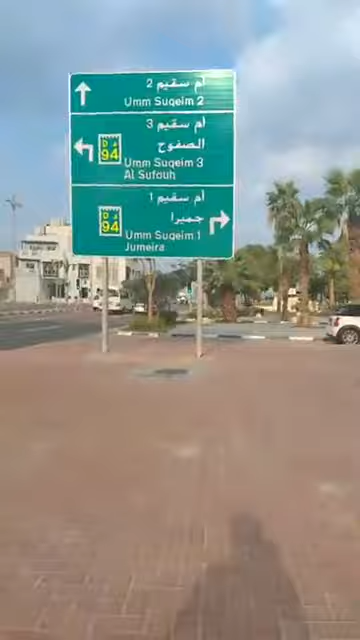 أم سقيم 2
Umm Suqeim 2
أم سقيم 3
الصفوح
D د
94
Umm Suqeim 3
Al Sufouh
أم سقيم 1
جميرا
D د
94
Umm Suqeim 1
Jumeira